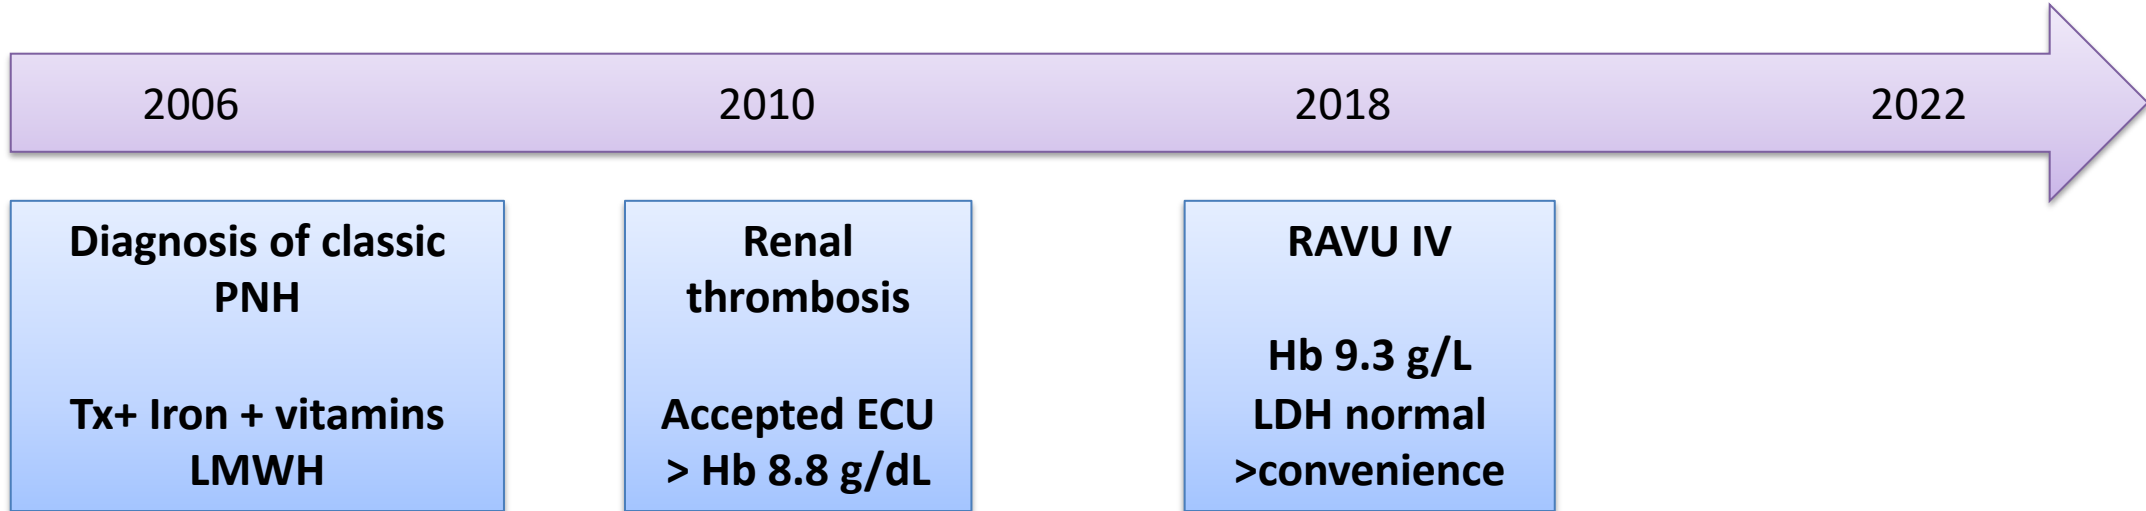 2006 2010 2018 2022
Diagnosis of classic
PNH
Tx+ Iron + vitamins
LMWH
Renal
thrombosis
Accepted ECU
> Hb 8.8 g/dL
RAVU IV
Hb 9.3 g/L
LDH normal
>convenience